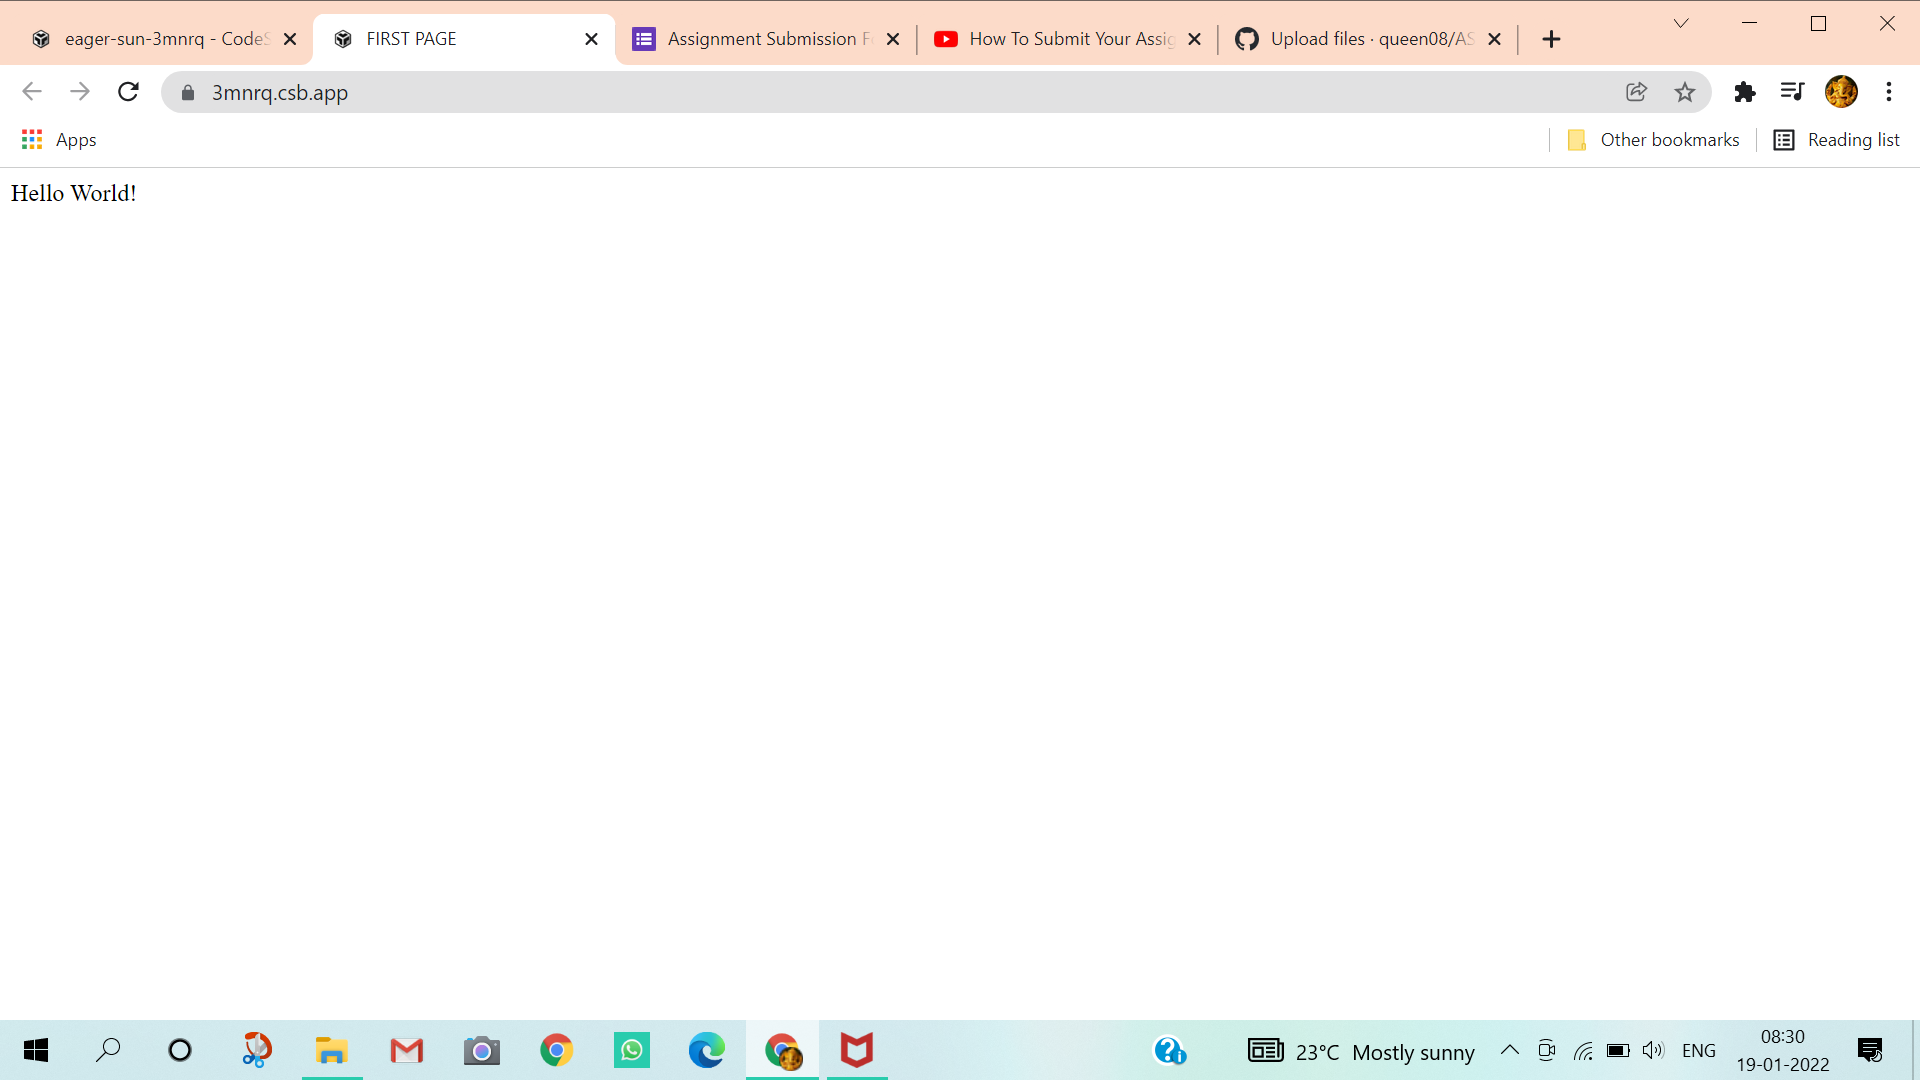 eager-sun-3mnrq - CodeS
FIRST PAGE
Assignment Submission F
How To Submit Your Assig
Upload files · queen08/AS
3mnrq.csb.app
Apps
Other bookmarks
Reading list
Hello World!
23°C Mostly sunny
ENG
08:30
19-01-2022